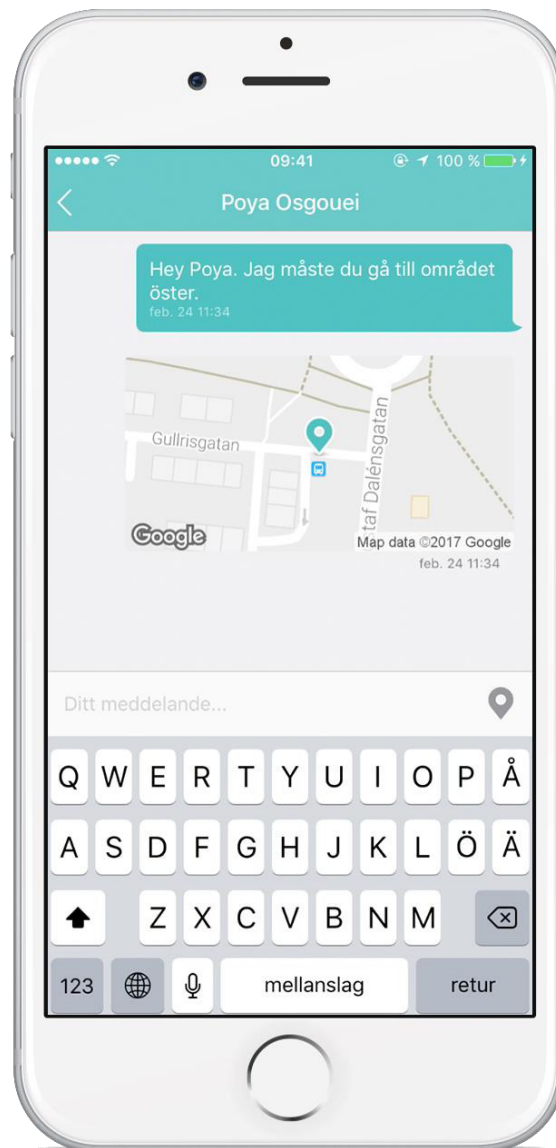 09:41 100 %
Poya Osgouei
Hey Poya. Jag måste du gå till området
öster.
feb. 24 11:34
Gullrisgatan
staf Dalénsgatan
Google
Map data ©2017 Google
feb. 24 11:34
Ditt meddelande...
Q W E R T Y U I O P Å
A S D F G H J K L Ö Ä
Z X C V B N M
123 mellanslag retur